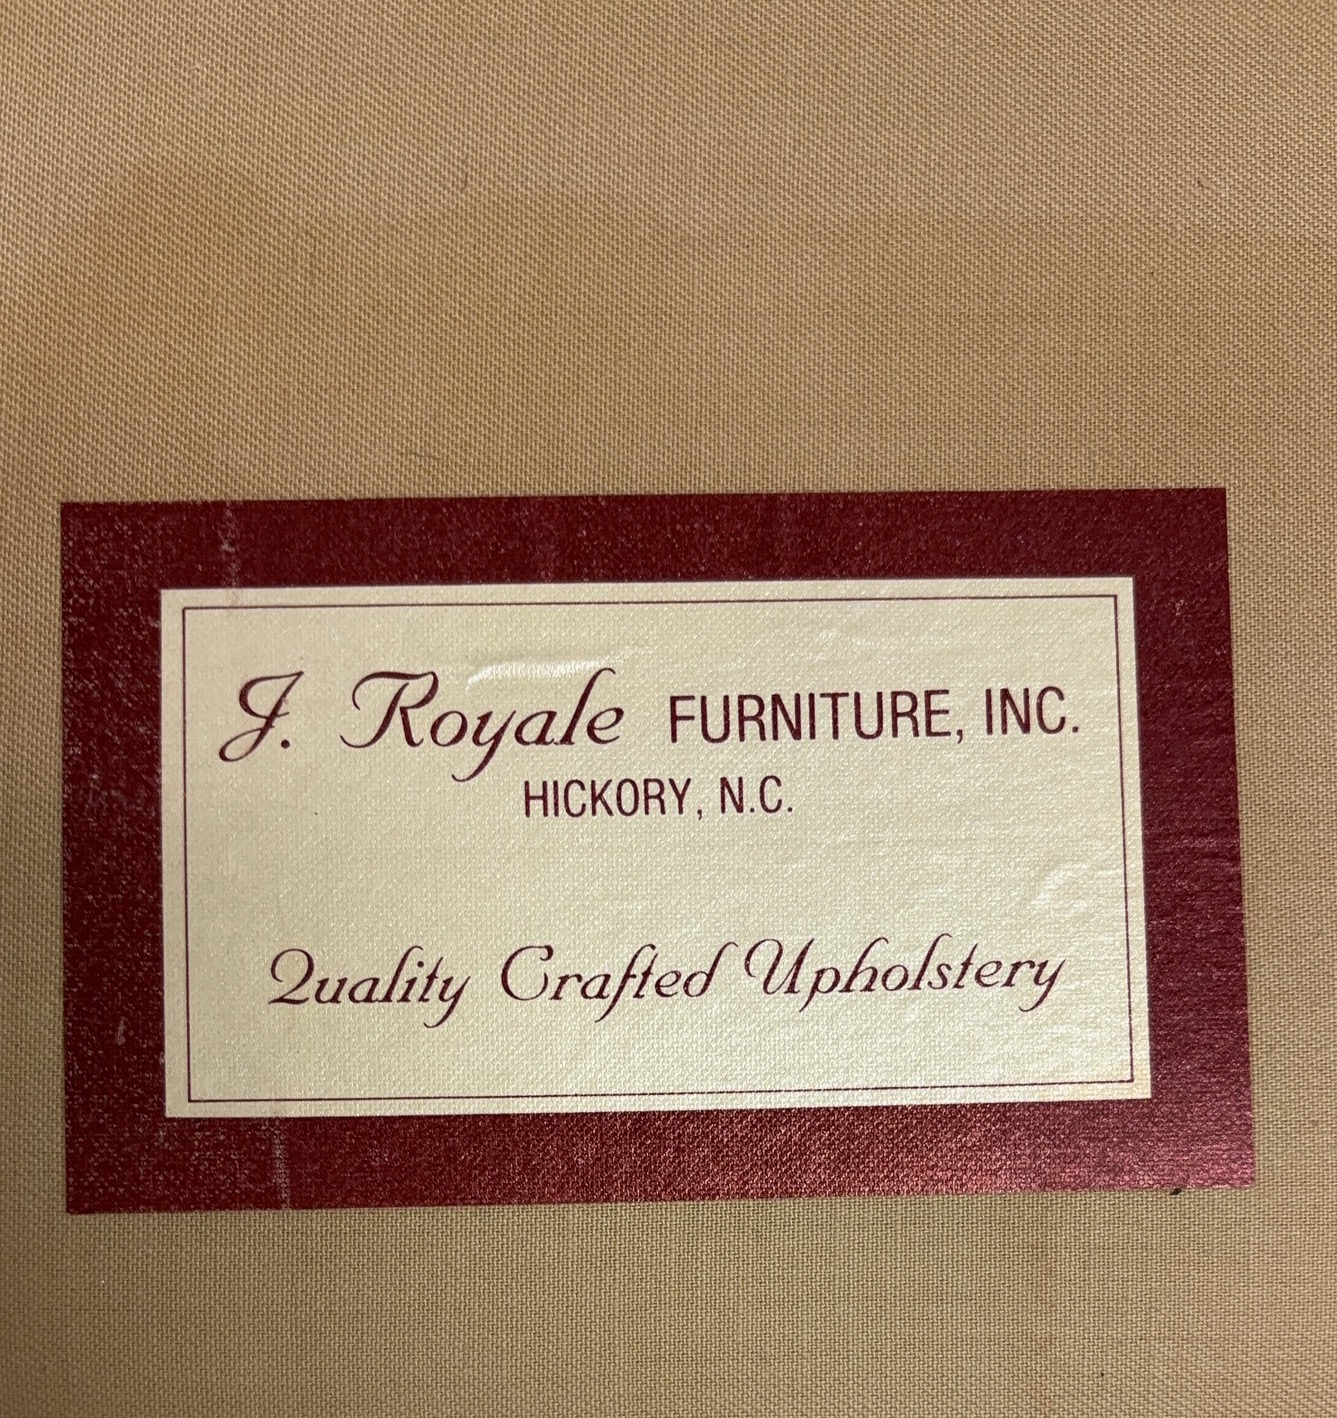 J. Royale FURNITURE, INC.
HICKORY, N.C.
Quality Crafted Upholstery